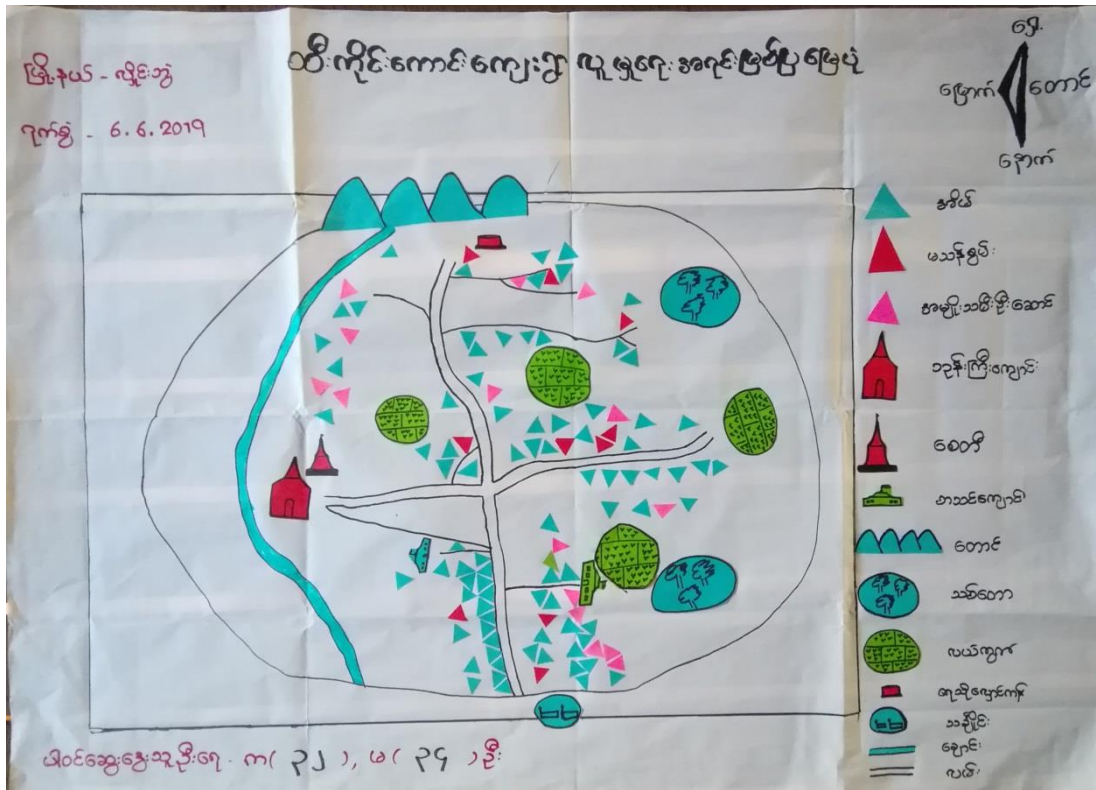 ထီးကိုင်းကောင်းကျေးရွာ လူမှုရေးအရင်းမြစ်ပြမြေပုံ
မြို့နယ် - လှိုင်းဘွဲ
ရက်စွဲ - 6.6.2019
ရှေ့
မြောက်
တောင်
နောက်
အိမ်
မသန်စွမ်း
အမျိုးသမီးဦးဆောင်
ဘုန်းကြီးကျောင်း
စေတီ
စာသင်ကျောင်း
တောင်
သစ်တော
လယ်ကွက်
ရေသိုလှောင်ကန်
သင်္ချိုင်း
ချောင်း
လမ်း
ပါဝင်ဆွေးနွေးသူဦးရေ - က( ၃၂ ), မ( ၃၄ )ဦး